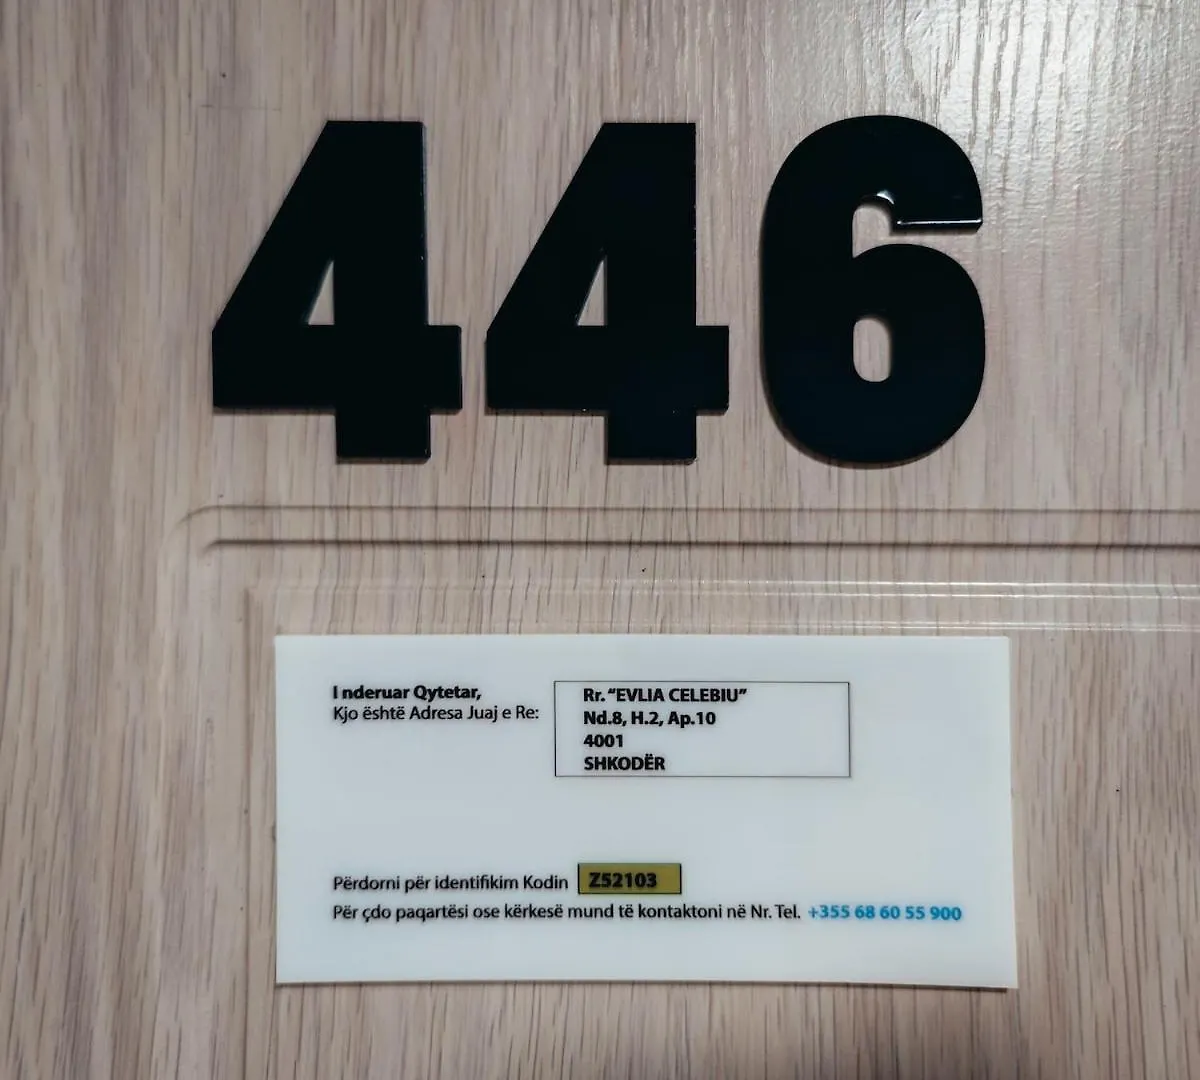 446
I nderuar Qytetar,
Kjo është Adresa Juaj e Re:
Rr. “EVLIA CELEBIU”
Nd.8, H.2, Ap.10
4001
SHKODËR
Përdorni për identifikim Kodin Z52103
Për çdo paqartësi ose kërkesë mund të kontaktoni në Nr. Tel. +355 68 60 55 900